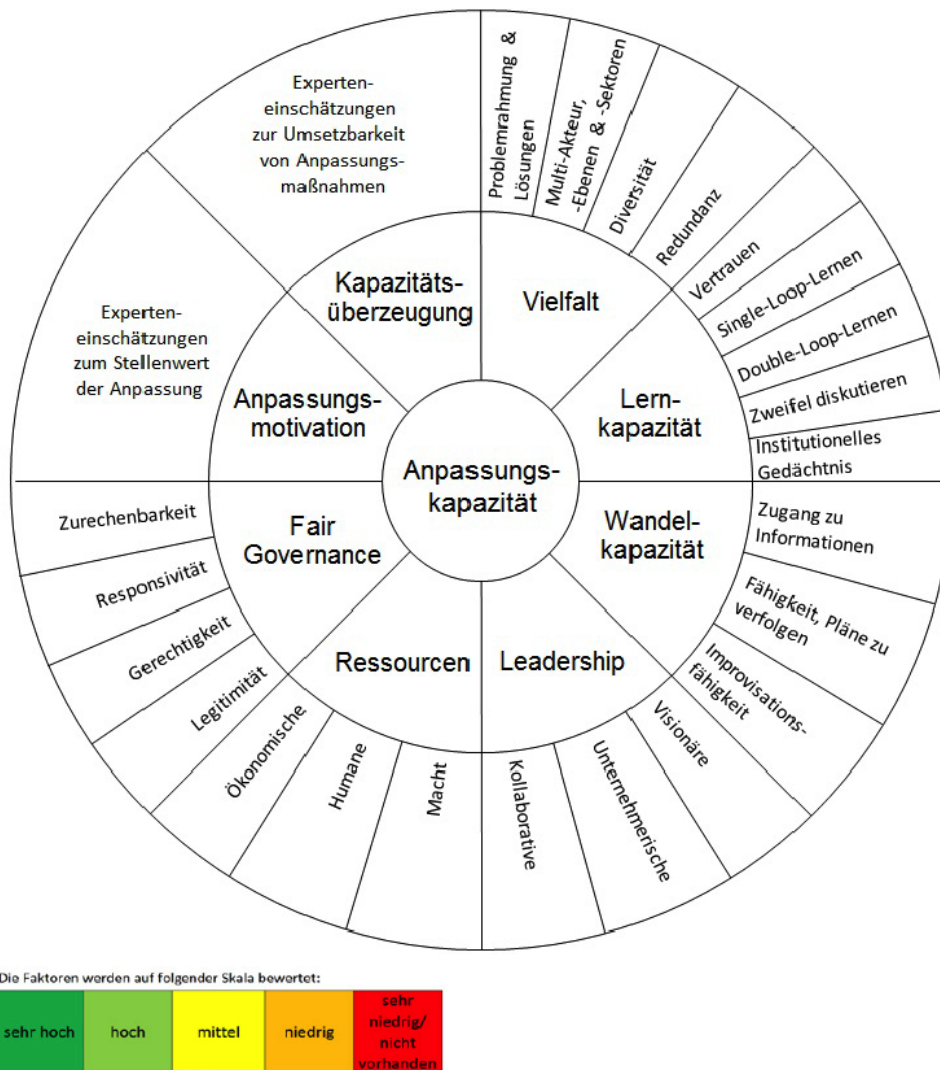 Experten-
einschätzungen
zur Umsetzbarkeit
von Anpassungs-
maßnahmen
Problemrahmung &
Lösungen
Multi-Akteur,
-Ebenen & -Sektoren
Diversität
Redundanz
Vertrauen
Single-Loop-Lernen
Double-Loop-Lernen
Zweifel diskutieren
Institutionelles
Gedächtnis
Zugang zu
Informationen
Fähigkeit, Pläne zu
verfolgen
Improvisations-
fähigkeit
Visionäre
Unternehmerische
Kollaborative
Macht
Humane
Ökonomische
Legitimität
Gerechtigkeit
Responsivität
Zurechenbarkeit
Experten-
einschätzungen
zum Stellenwert
der Anpassung
Kapazitäts-
überzeugung
Vielfalt
Lern-
kapazität
Wandel-
kapazität
Leadership
Ressourcen
Fair
Governance
Anpassungs-
motivation
Anpassungs-
kapazität
Die Faktoren werden auf folgender Skala bewertet:
sehr hoch
hoch
mittel
niedrig
sehr
niedrig/
nicht
vorhanden